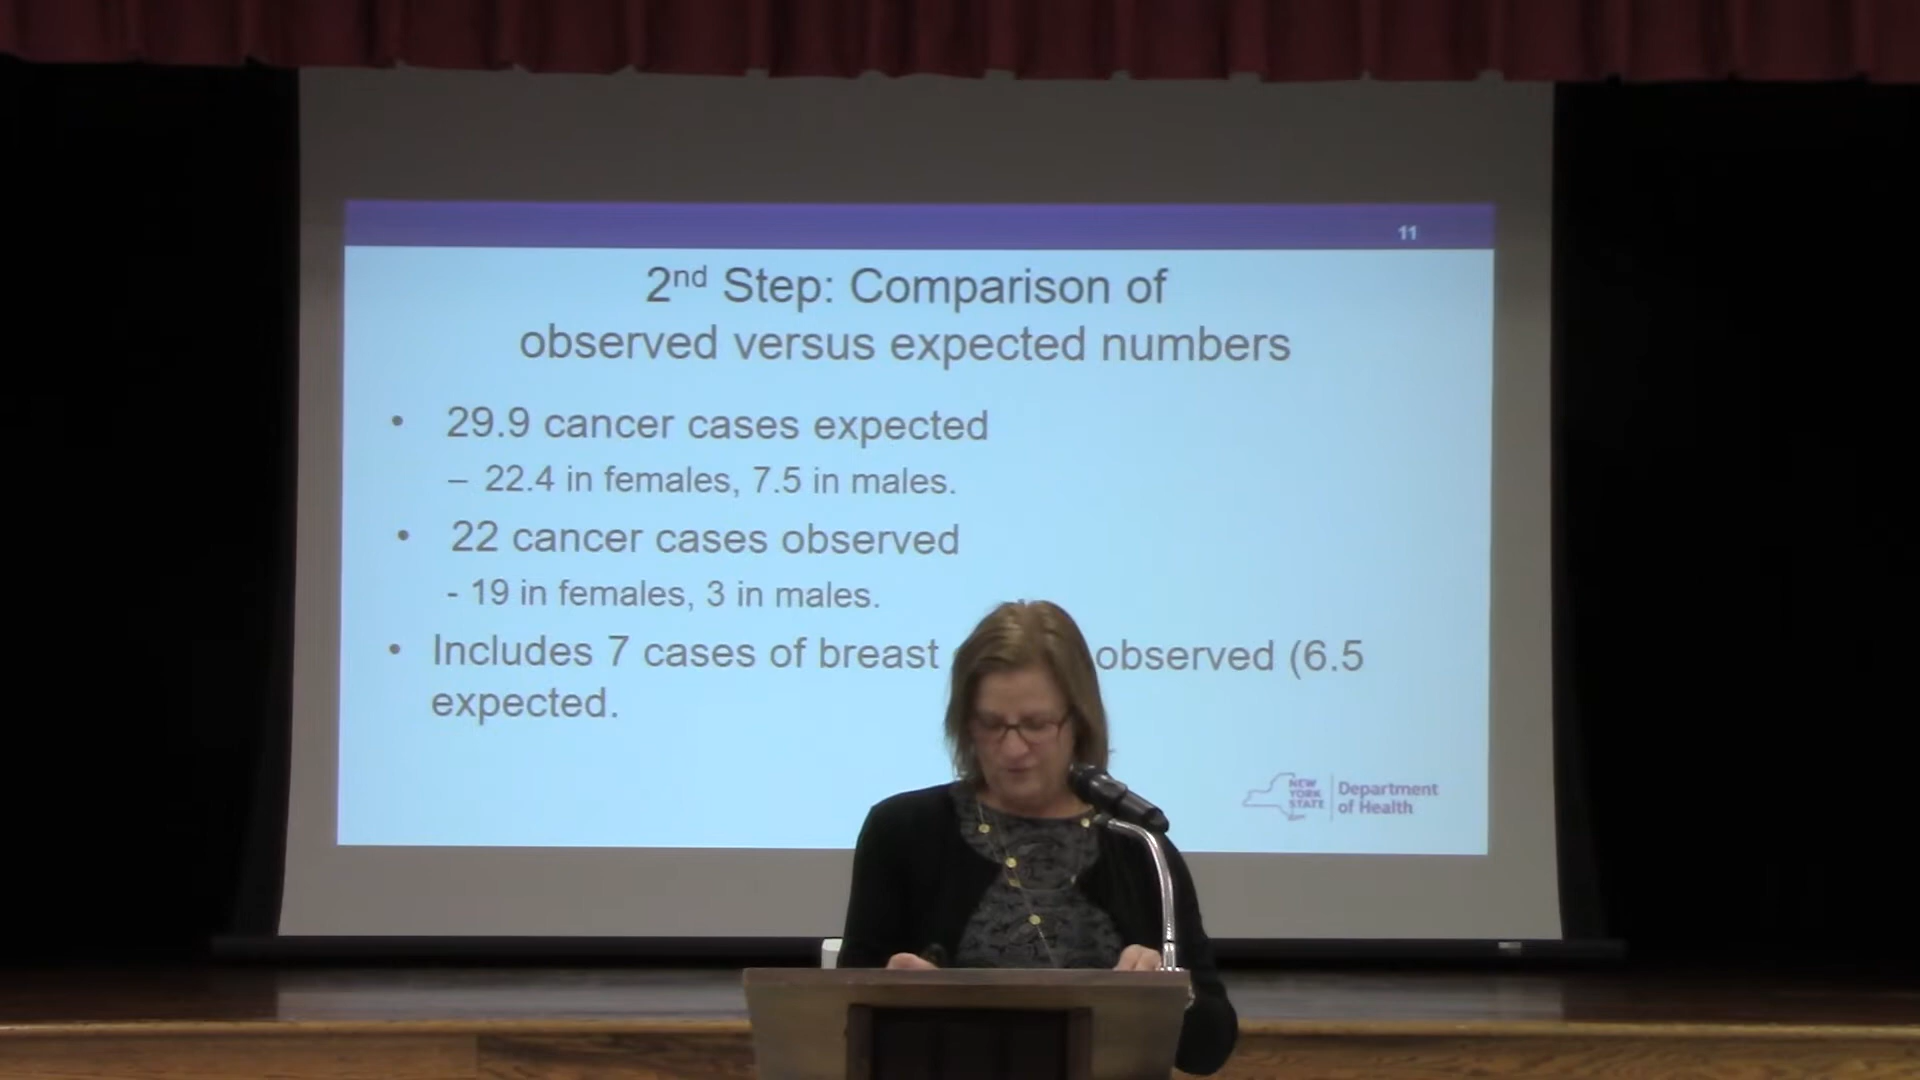 11
2nd Step: Comparison of
observed versus expected numbers
• 29.9 cancer cases expected
– 22.4 in females, 7.5 in males.
• 22 cancer cases observed
- 19 in females, 3 in males.
• Includes 7 cases of breast observed (6.5
expected.
NEW
YORK
STATE
Department
of Health